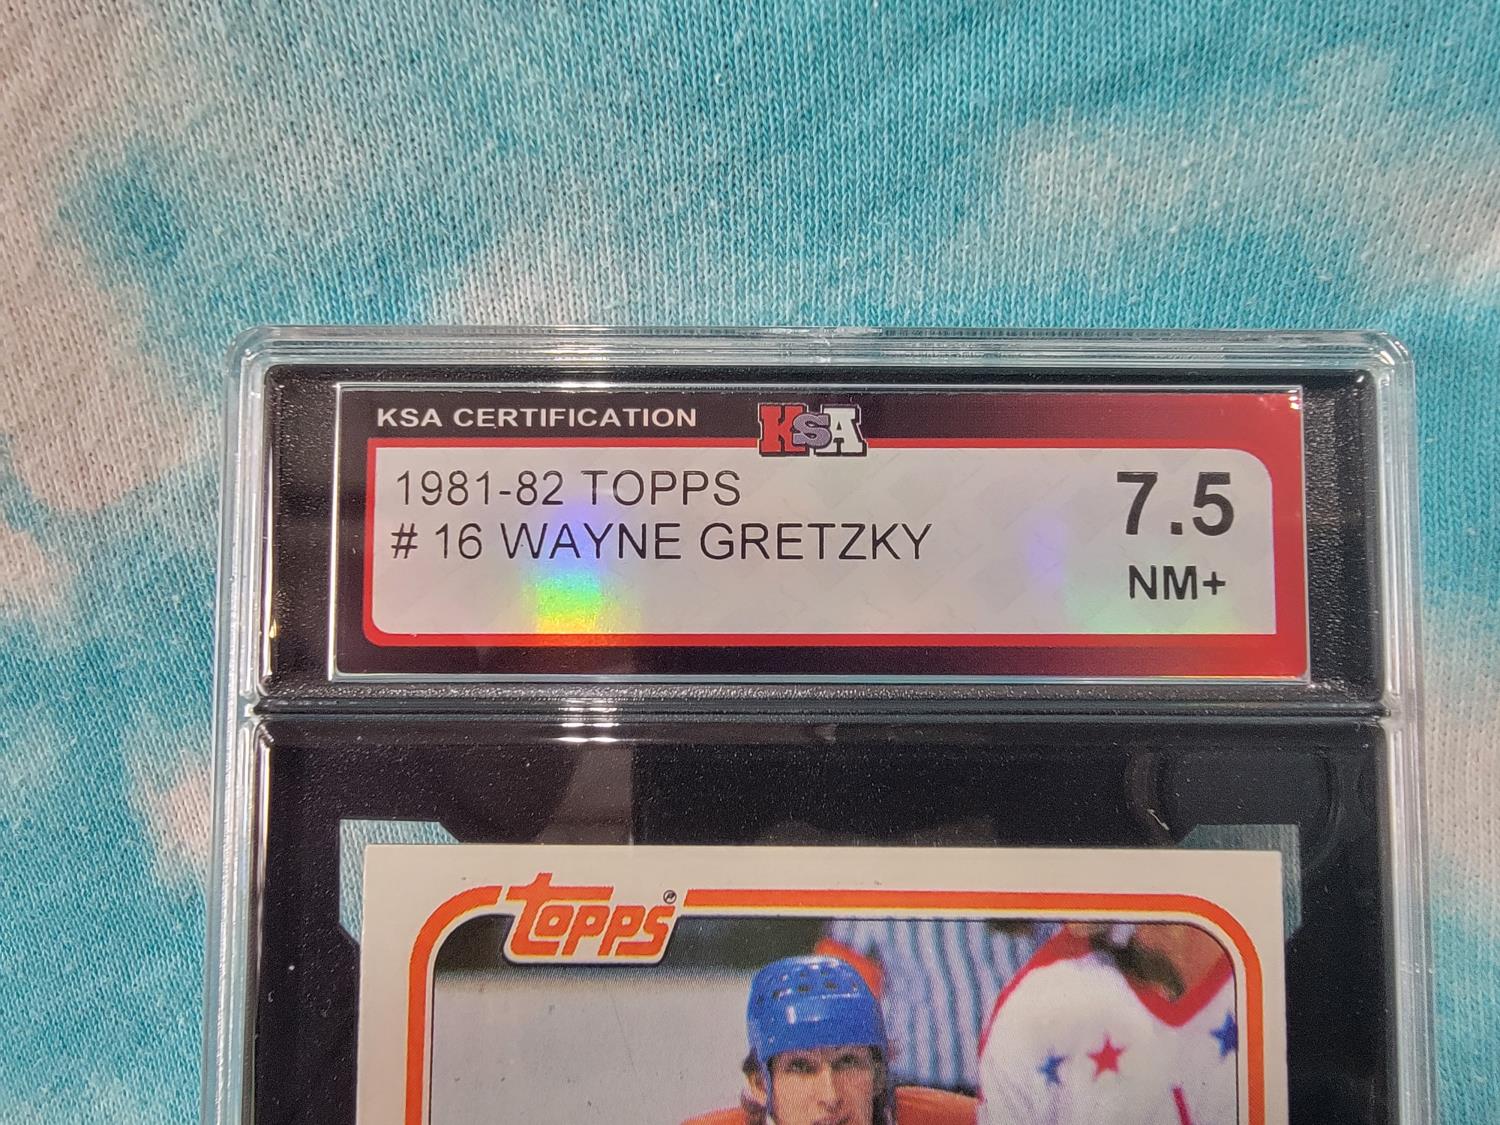 KSA CERTIFICATION
KSA
1981-82 TOPPS
# 16 WAYNE GRETZKY
7.5
NM+
topps®